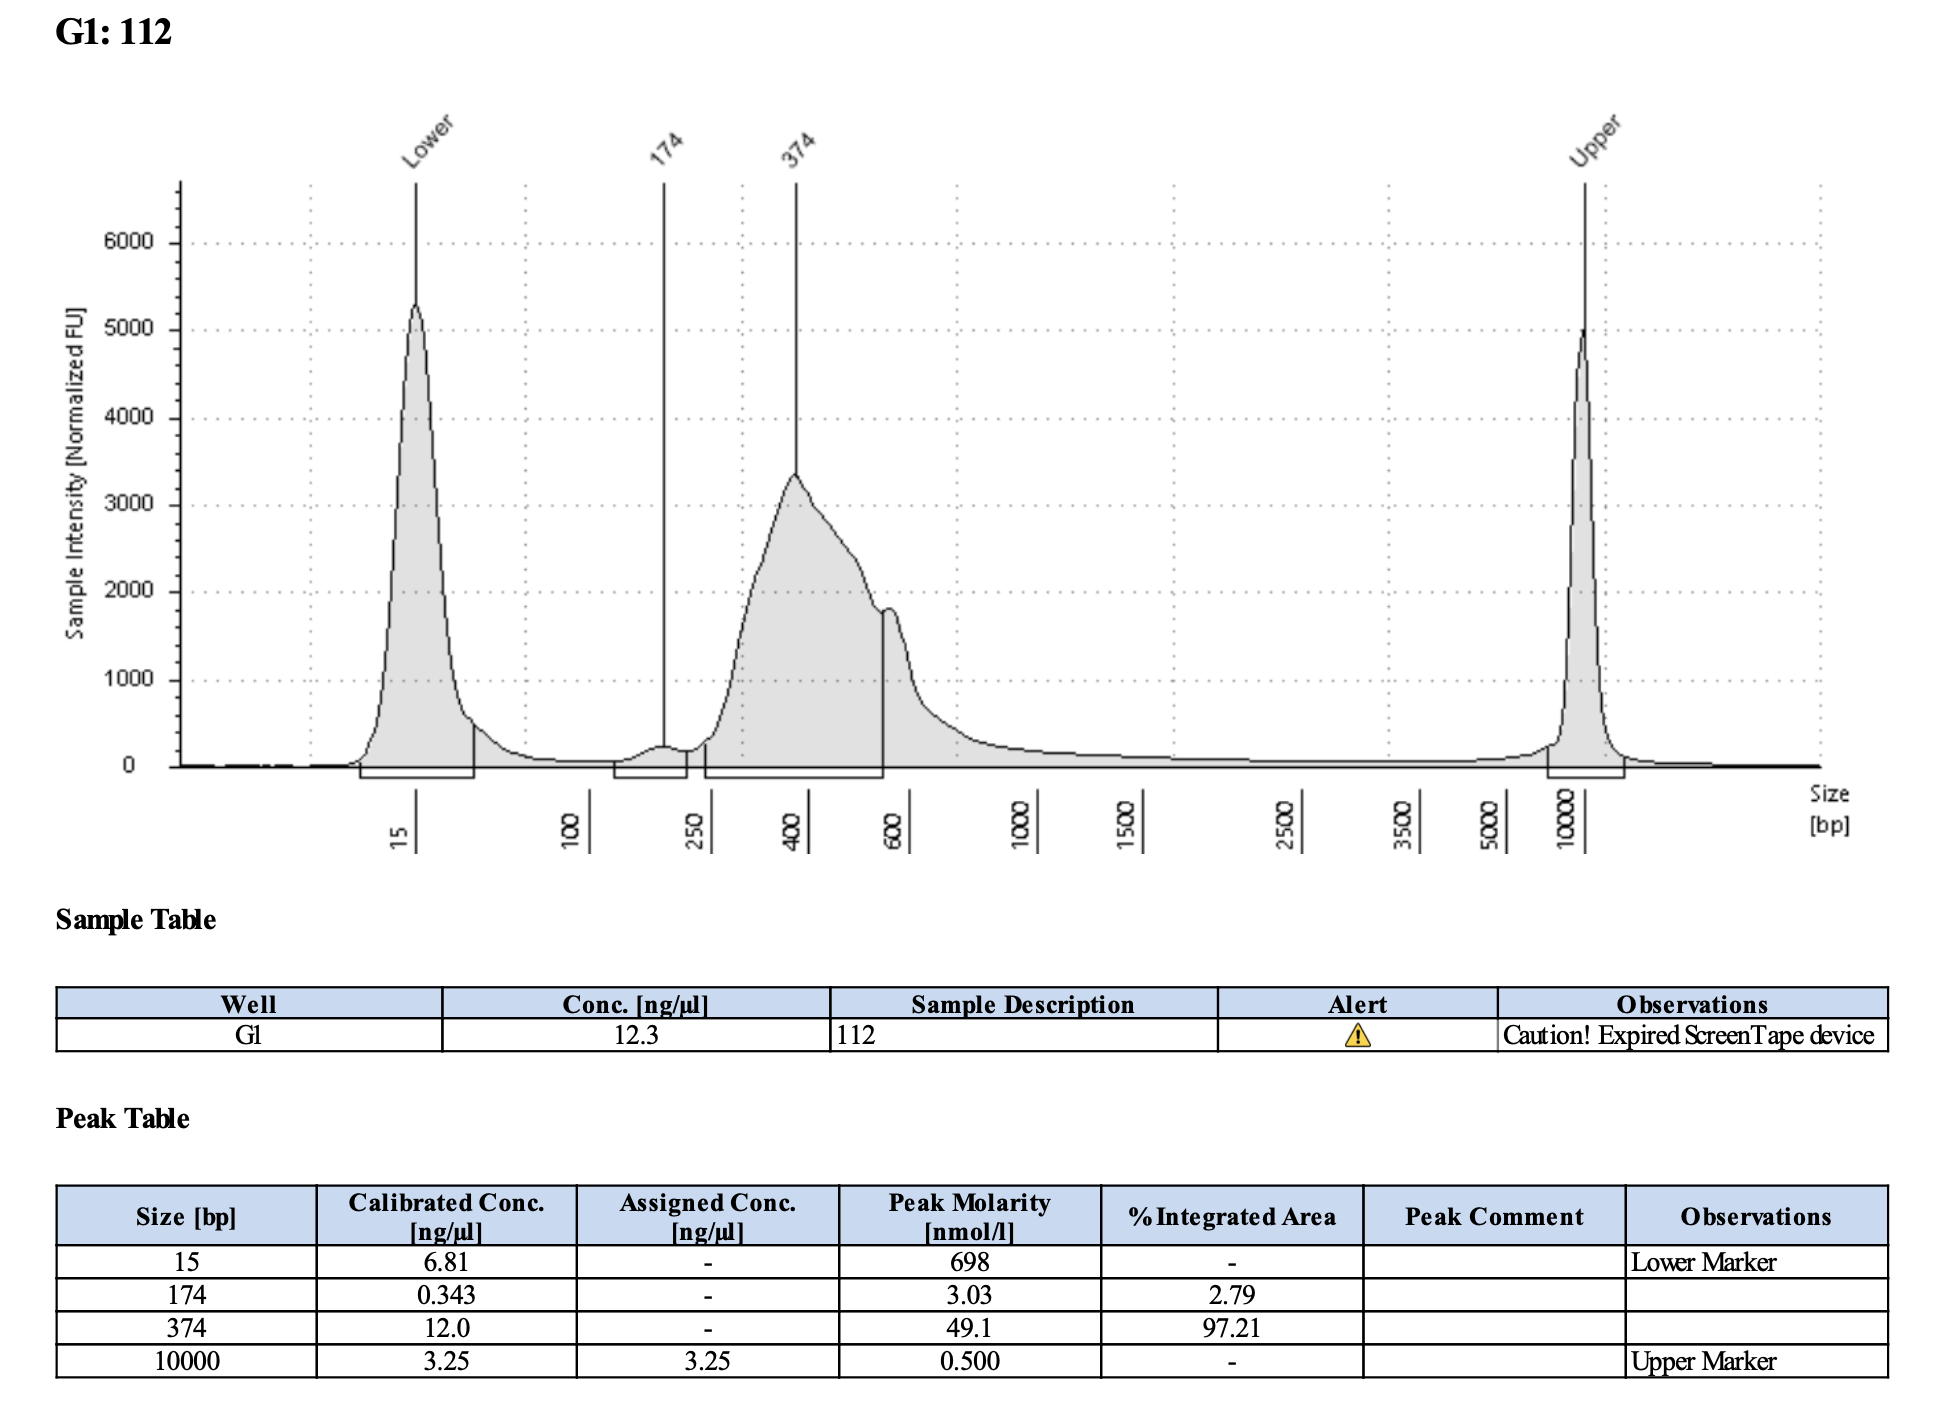 G1: 112
Lower 174 374 Upper
Sample Intensity [Normalized FU]
6000
5000
4000
3000
2000
1000
0
15 100 250 400 600 1000 1500 2500 3500 5000 10000
Size
[bp]
Sample Table
Well Conc. [ng/µl] Sample Description Alert Observations
G1 12.3 112 Caution! Expired ScreenTape device
Peak Table
Size [bp] Calibrated Conc. [ng/µl] Assigned Conc. [ng/µl] Peak Molarity [nmol/l] % Integrated Area Peak Comment Observations
15 6.81 - 698 - Lower Marker
174 0.343 - 3.03 2.79
374 12.0 - 49.1 97.21
10000 3.25 3.25 0.500 - Upper Marker